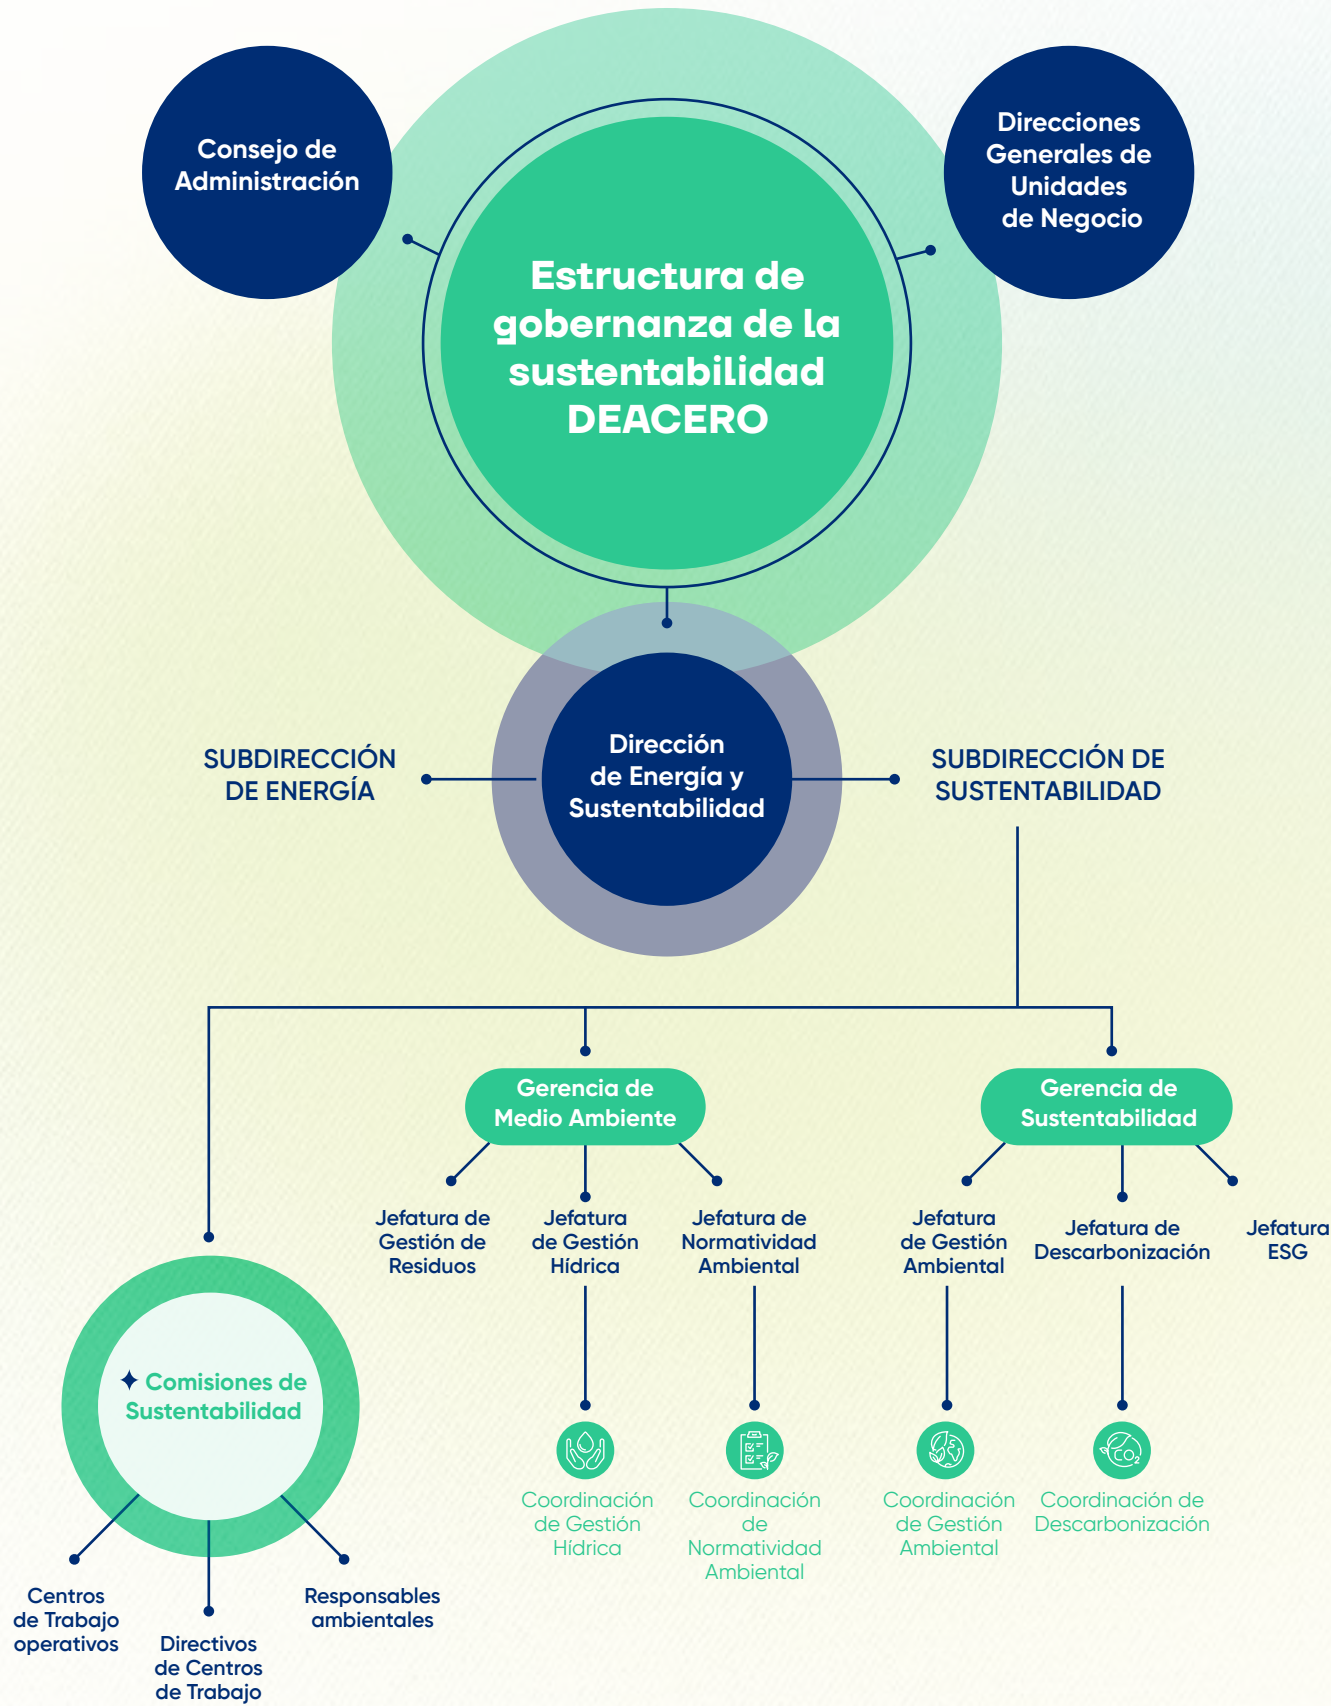 Consejo de
Administración
Direcciones
Generales de
Unidades
de Negocio
Estructura de
gobernanza de la
sustentabilidad
DEACERO
Dirección
de Energía y
Sustentabilidad
SUBDIRECCIÓN
DE ENERGÍA
SUBDIRECCIÓN DE
SUSTENTABILIDAD
Gerencia de
Medio Ambiente
Gerencia de
Sustentabilidad
Jefatura de
Gestión de
Residuos
Jefatura
de Gestión
Hídrica
Jefatura de
Normatividad
Ambiental
Jefatura
de Gestión
Ambiental
Jefatura de
Descarbonización
Jefatura
ESG
Comisiones de
Sustentabilidad
CO₂
Coordinación
de Gestión
Hídrica
Coordinación
de
Normatividad
Ambiental
Coordinación
de Gestión
Ambiental
Coordinación de
Descarbonización
Centros
de Trabajo
operativos
Directivos
de Centros
de Trabajo
Responsables
ambientales